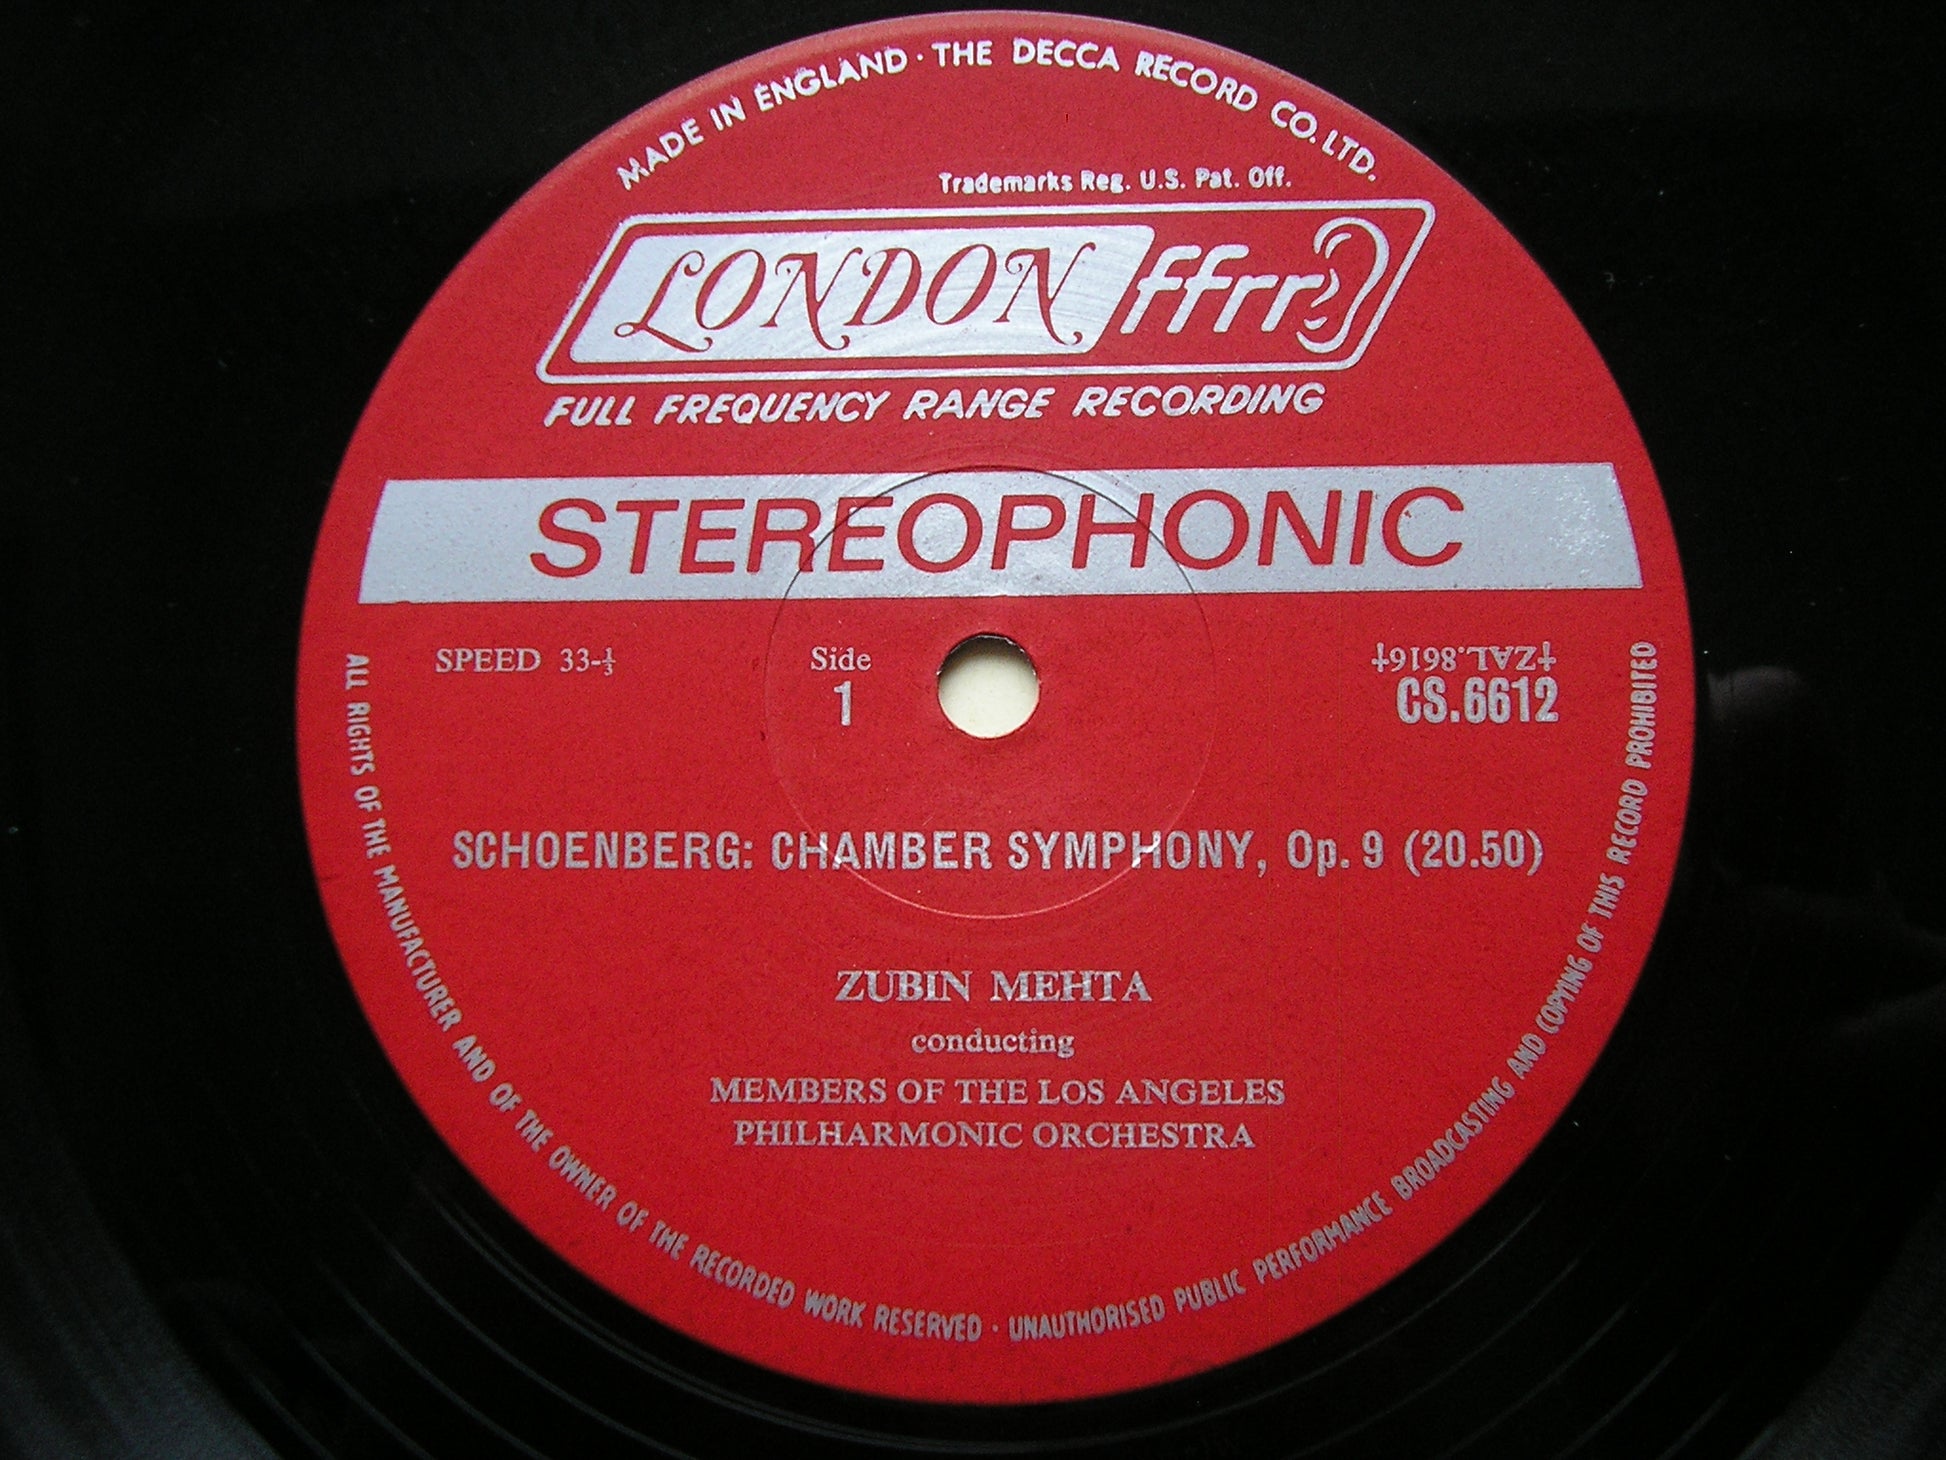 MADE IN ENGLAND · THE DECCA RECORD CO. LTD.
Trademarks Reg. U.S. Pat. Off.
LONDON ffrr
FULL FREQUENCY RANGE RECORDING
STEREOPHONIC
SPEED 33-⅓
Side
1
‡ZAL.8616‡
CS.6612
SCHOENBERG: CHAMBER SYMPHONY, Op. 9 (20.50)
ZUBIN MEHTA
conducting
MEMBERS OF THE LOS ANGELES
PHILHARMONIC ORCHESTRA
ALL RIGHTS OF THE MANUFACTURER AND OF THE OWNER OF THE RECORDED WORK RESERVED · UNAUTHORISED PUBLIC PERFORMANCE BROADCASTING AND COPYING OF THIS RECORD PROHIBITED